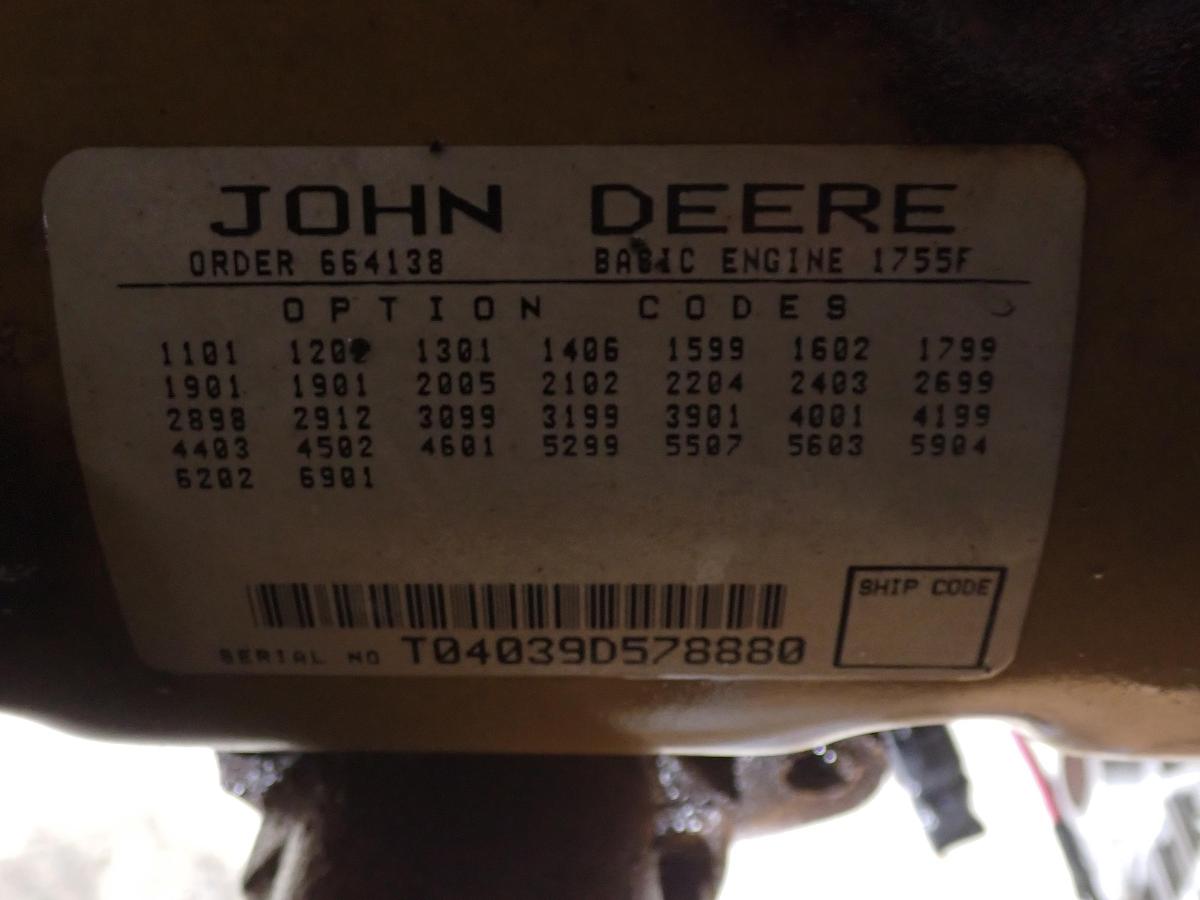 JOHN DEERE
ORDER 664138 BASIC ENGINE 1755F
OPTION CODES
1101 1301 1406 1599 1602 1799
1901 1901 2005 2102 2204 2403 2699
2898 2912 3099 3199 3901 4001 4199
4403 4502 4601 5299 5507 5603 5904
6202 6901
SHIP CODE
SERIAL NO T04039D578880